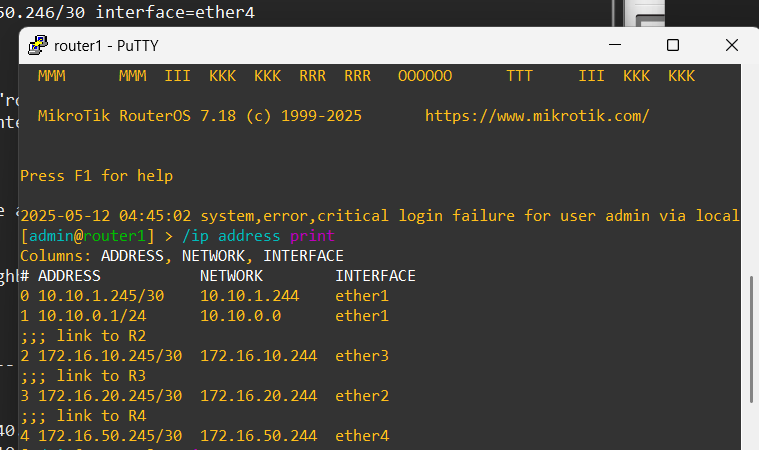 50.246/30 interface=ether4
router1 - PuTTY
MMM MMM III KKK KKK RRR RRR OOOOOO TTT III KKK KKK
MikroTik RouterOS 7.18 (c) 1999-2025 https://www.mikrotik.com/
Press F1 for help
2025-05-12 04:45:02 system,error,critical login failure for user admin via local
[admin@router1] > /ip address print
Columns: ADDRESS, NETWORK, INTERFACE
# ADDRESS NETWORK INTERFACE
0 10.10.1.245/30 10.10.1.244 ether1
1 10.10.0.1/24 10.10.0.0 ether1
;;; link to R2
2 172.16.10.245/30 172.16.10.244 ether3
;;; link to R3
3 172.16.20.245/30 172.16.20.244 ether2
;;; link to R4
4 172.16.50.245/30 172.16.50.244 ether4